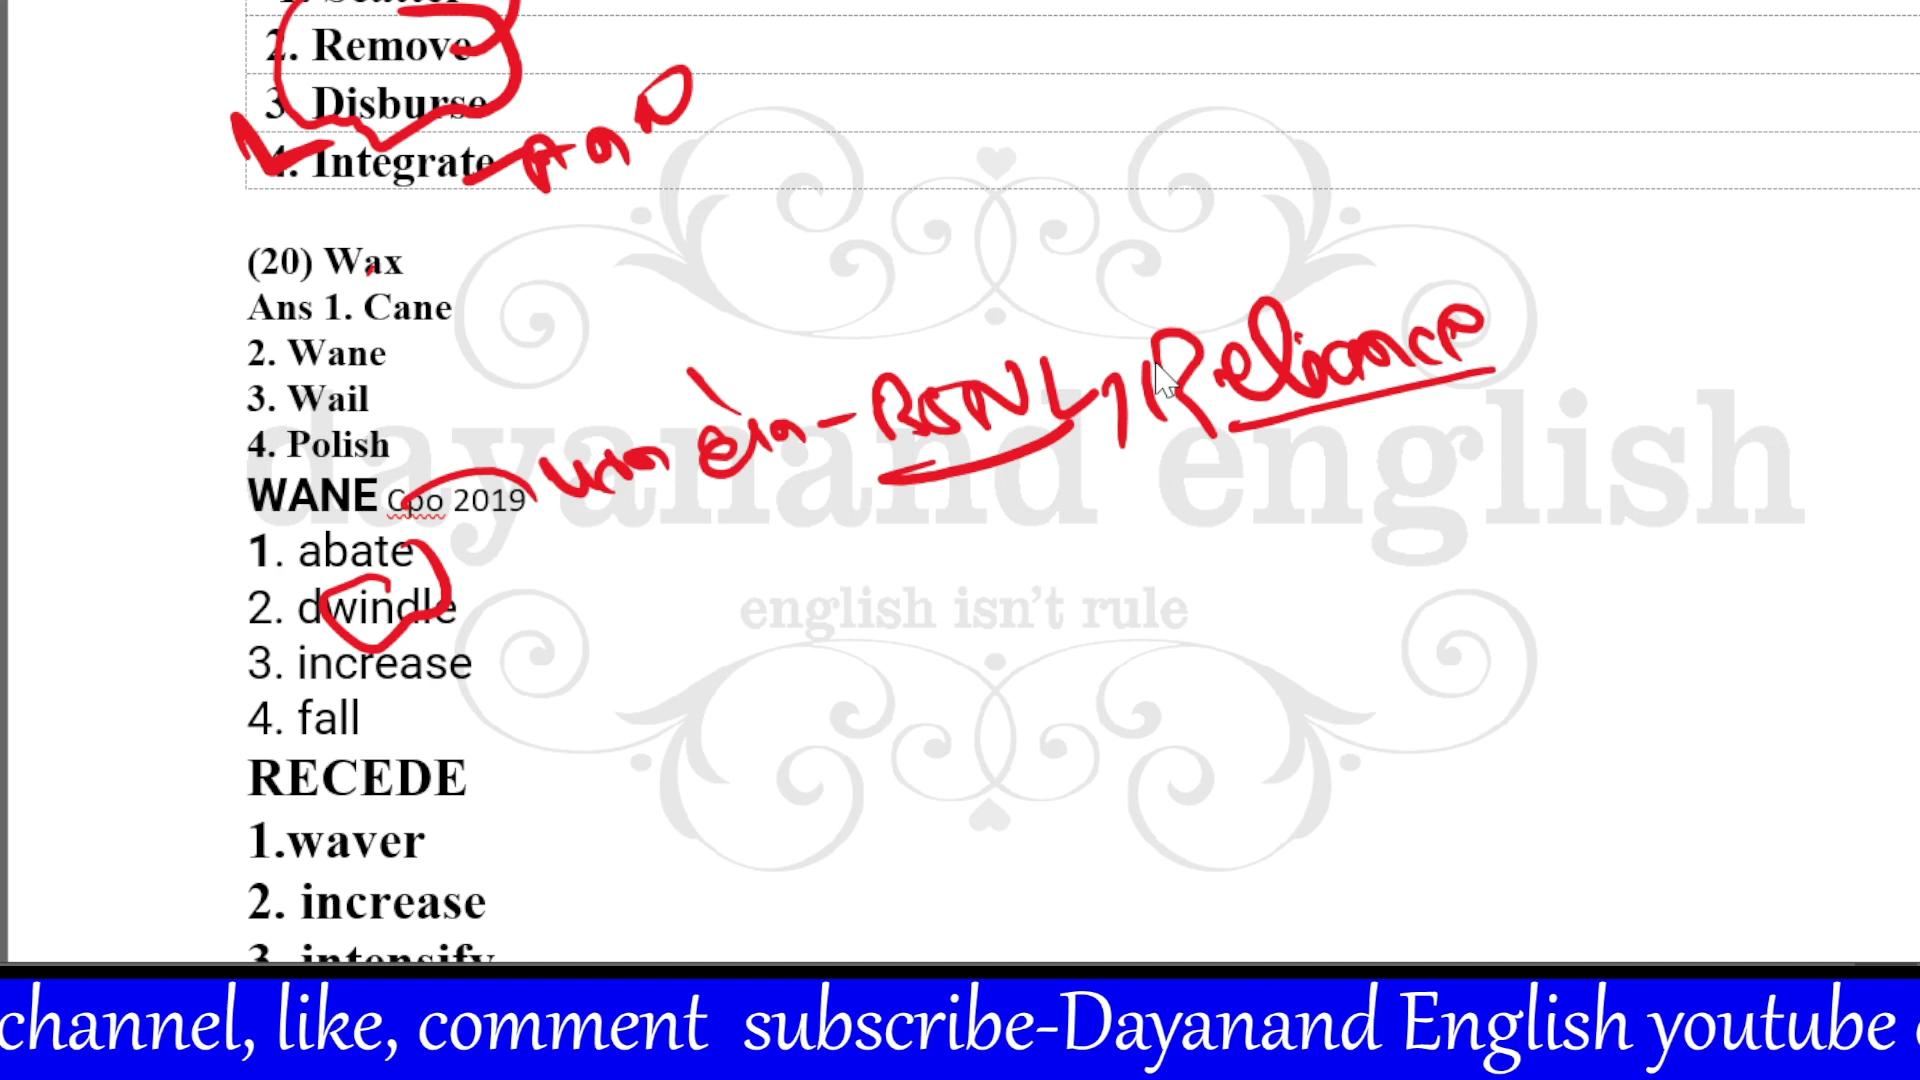 2. Remove
3. Disburse
4. Integrate
(20) Wax
Ans 1. Cane
2. Wane
3. Wail
4. Polish
BSNL, Reliance
WANE Cpo 2019
1. abate
2. dwindle
3. increase
4. fall
RECEDE
1.waver
2. increase
3. intensify
dayanand english
english isn't rule
channel, like, comment subscribe-Dayanand English youtube